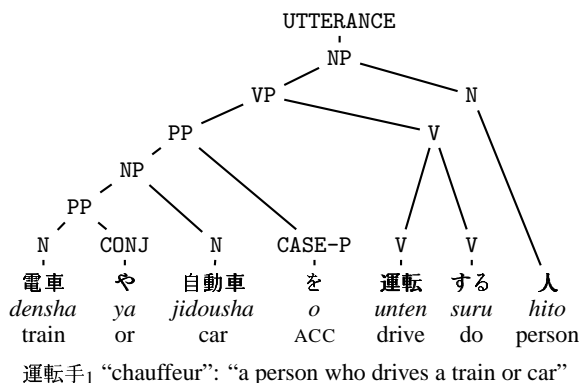 UTTERANCE
NP
VP N
PP V
NP
PP
N CONJ N CASE-P V V
電車 や 自動車 を 運転 する 人
densha ya jidousha o unten suru hito
train or car ACC drive do person
運転手1 “chauffeur”: “a person who drives a train or car”